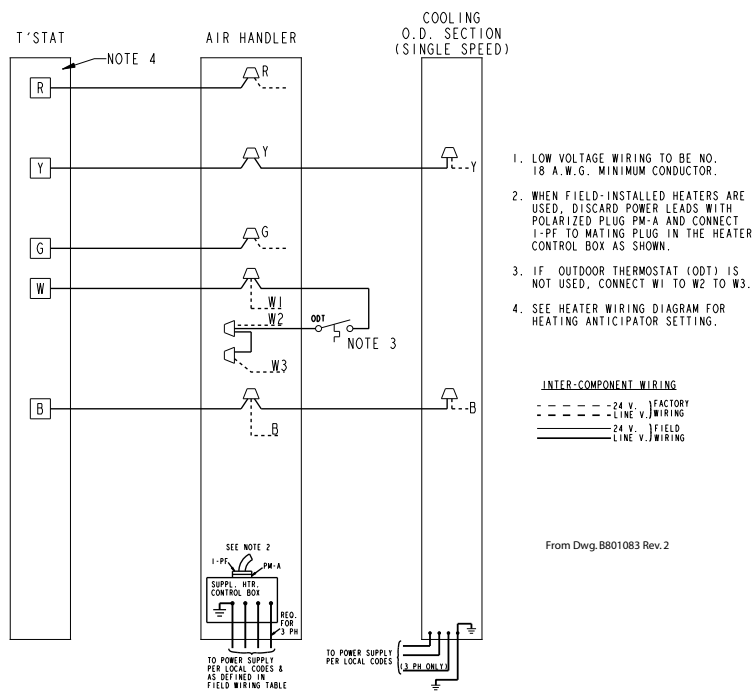 COOLING
O.D. SECTION
(SINGLE SPEED)
T'STAT
AIR HANDLER
NOTE 4
R
R
Y
Y
Y
G
G
W
W1
W2
ODT
NOTE 3
W3
B
B
B
1. LOW VOLTAGE WIRING TO BE NO.
18 A.W.G. MINIMUM CONDUCTOR.
2. WHEN FIELD-INSTALLED HEATERS ARE
USED, DISCARD POWER LEADS WITH
POLARIZED PLUG PM-A AND CONNECT
1-PF TO MATING PLUG IN THE HEATER
CONTROL BOX AS SHOWN.
3. IF OUTDOOR THERMOSTAT (ODT) IS
NOT USED, CONNECT W1 TO W2 TO W3.
4. SEE HEATER WIRING DIAGRAM FOR
HEATING ANTICIPATOR SETTING.
INTER-COMPONENT WIRING
24 V. } FACTORY
LINE V. } WIRING
24 V. } FIELD
LINE V. } WIRING
From Dwg. B801083 Rev. 2
SEE NOTE 2
1-PF
PM-A
SUPPL. HTR.
CONTROL BOX
REQ.
FOR
3 PH
TO POWER SUPPLY
PER LOCAL CODES &
AS DEFINED IN
FIELD WIRING TABLE
TO POWER SUPPLY
PER LOCAL CODES
(3 PH ONLY)